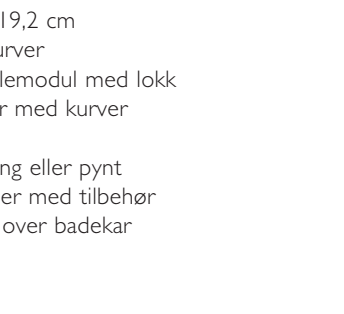 19,2 cm
urver
lemodul med lokk
r med kurver
ng eller pynt
er med tilbehør
over badekar